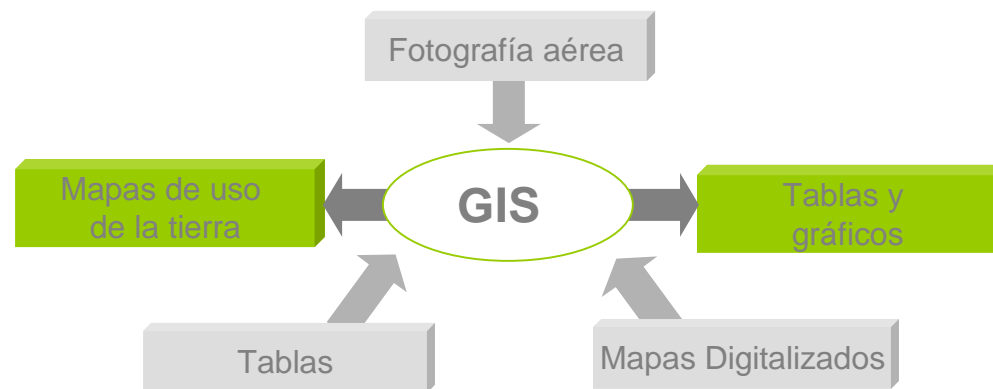 Fotografía aérea
Mapas de uso
de la tierra
GIS
Tablas y
gráficos
Tablas
Mapas Digitalizados